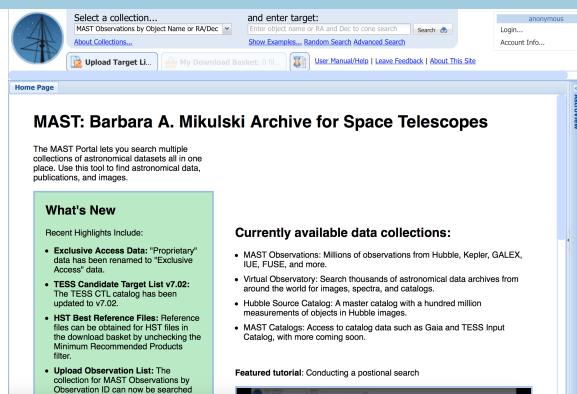 Select a collection...
and enter target:
anonymous
MAST Observations by Object Name or RA/Dec
Enter object name or RA and Dec to cone search
Search
Login...
About Collections...
Show Examples... Random Search Advanced Search
Account Info...
Upload Target Li...
My Download Basket: 0 fil...
User Manual/Help | Leave Feedback | About This Site
Home Page
AstroView
MAST: Barbara A. Mikulski Archive for Space Telescopes
The MAST Portal lets you search multiple
collections of astronomical datasets all in one
place. Use this tool to find astronomical data,
publications, and images.
What's New
Recent Highlights Include:
• Exclusive Access Data: "Proprietary"
data has been renamed to "Exclusive
Access" data.
• TESS Candidate Target List v7.02:
The TESS CTL catalog has been
updated to v7.02.
• HST Best Reference Files: Reference
files can be obtained for HST files in
the download basket by unchecking the
Minimum Recommended Products
filter.
• Upload Observation List: The
collection for MAST Observations by
Observation ID can now be searched
Currently available data collections:
• MAST Observations: Millions of observations from Hubble, Kepler, GALEX,
IUE, FUSE, and more.
• Virtual Observatory: Search thousands of astronomical data archives from
around the world for images, spectra, and catalogs.
• Hubble Source Catalog: A master catalog with a hundred million
measurements of objects in Hubble images.
• MAST Catalogs: Access to catalog data such as Gaia and TESS Input
Catalog, with more coming soon.
Featured tutorial: Conducting a postional search